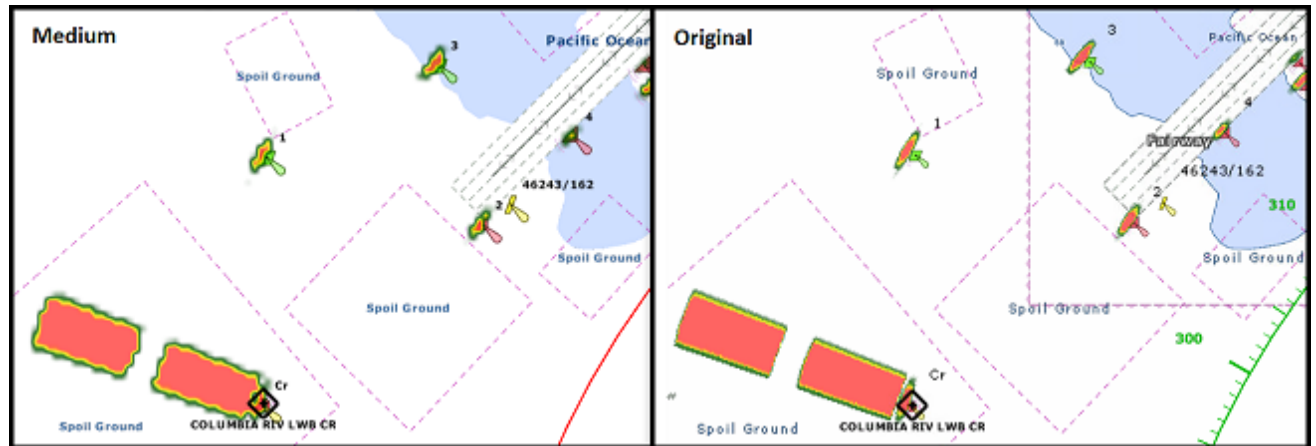 Medium
3
Pacific Ocean
Spoil Ground
1
4
46243/162
2
Spoil Ground
Spoil Ground
Cr
COLUMBIA RIV LWB CR
Spoil Ground
Original
3
Pacific Ocean
Spoil Ground
4
1
Fairway
46243/162
2
310
Spoil Ground
Spoil Ground
300
Cr
COLUMBIA RIV LWB CR
Spoil Ground